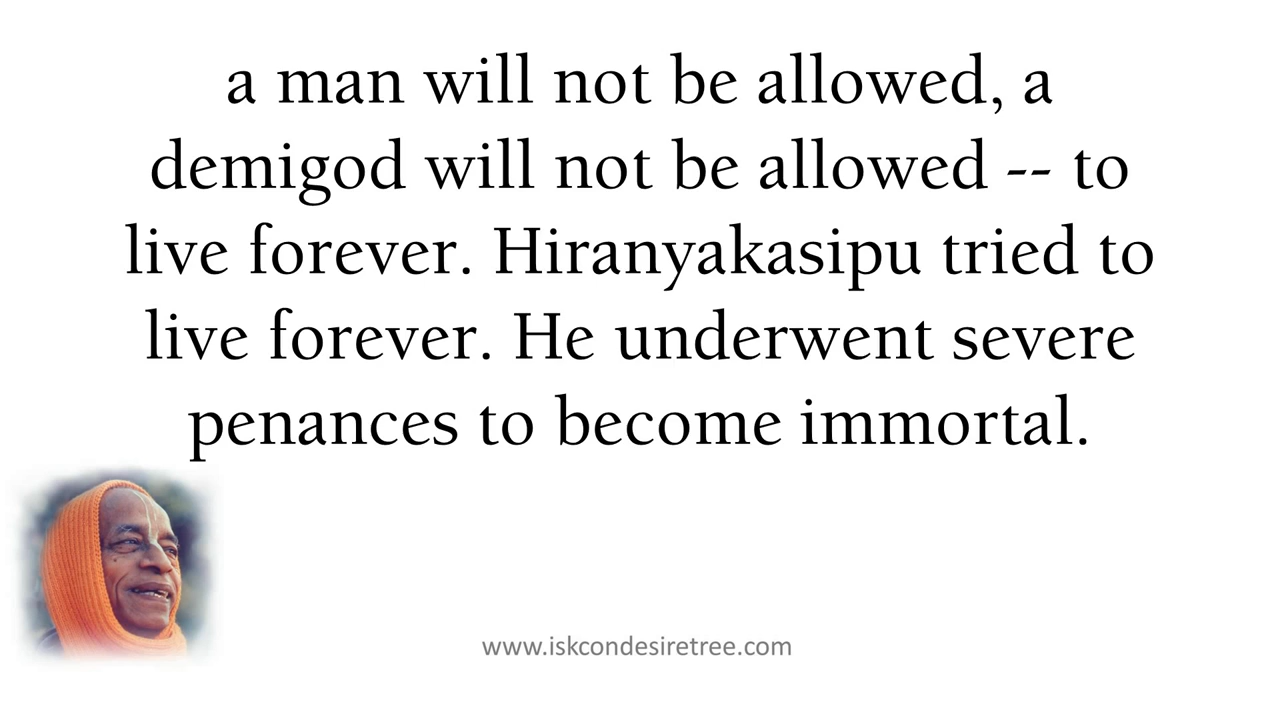 a man will not be allowed, a
demigod will not be allowed -- to
live forever. Hiranyakasipu tried to
live forever. He underwent severe
penances to become immortal.
www.iskcondesiretree.com